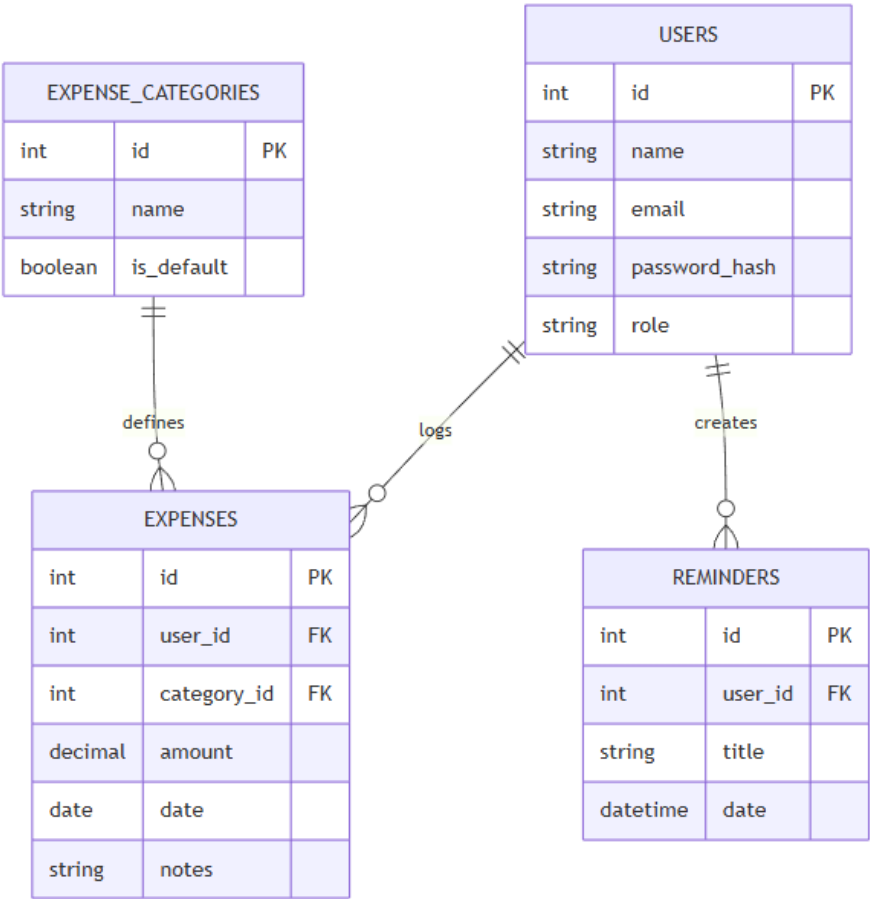 USERS
int id PK
string name
string email
string password_hash
string role
EXPENSE_CATEGORIES
int id PK
string name
boolean is_default
defines
logs
creates
EXPENSES
int id PK
int user_id FK
int category_id FK
decimal amount
date date
string notes
REMINDERS
int id PK
int user_id FK
string title
datetime date